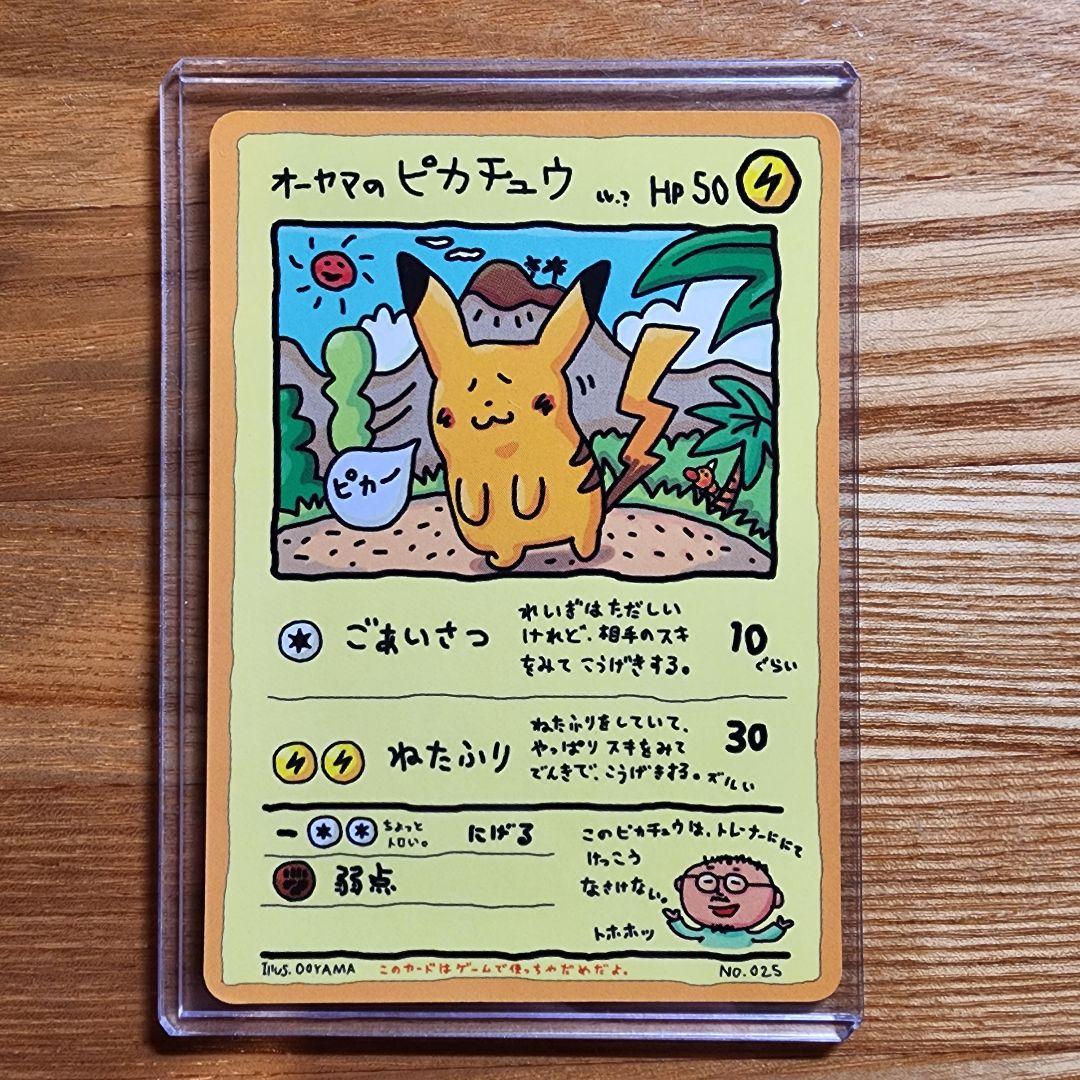 オーヤマの ピカチュウ Lv.? HP 50
ピカー
ごあいさつ
れいぎはただしい
けれど、相手のスキ
をみて こうげきする。
10
ぐらい
ねたふり
ねたふりをしていて、
やっぱり スキをみて
でんきで、こうげきする。ズルい
30
ー ちょっと
トロい。
にげる
弱点
このピカチュウは、トレーナーににて
けっこう
なさけない。
トホホッ
Illus. OOYAMA このカードはゲームで使っちゃだめだよ。 NO. 025